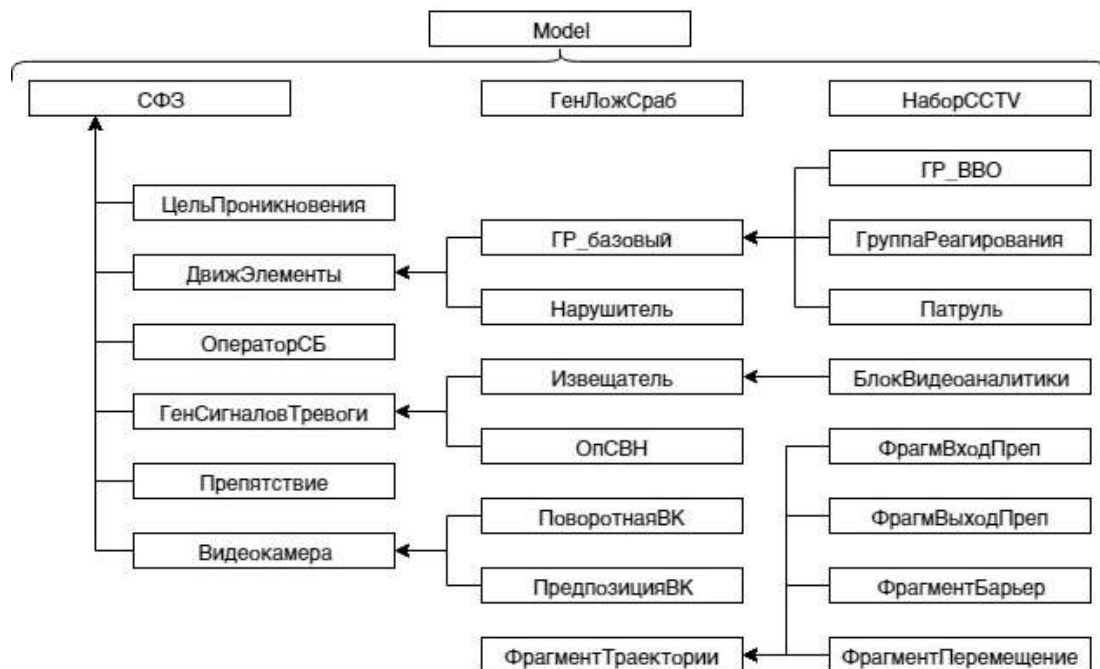 Model
СФЗ ГенЛожСраб НаборCCTV
ГР_ВВО
ЦельПроникновения
ГР_базовый ГруппаРеагирования
ДвижЭлементы
Нарушитель Патруль
ОператорСБ
Извещатель БлокВидеоаналитики
ГенСигналовТревоги
ОпСВН ФрагмВходПреп
Препятствие
ПоворотнаяВК ФрагмВыходПреп
Видеокамера
ПредпозицияВК ФрагментБарьер
ФрагментТраектории ФрагментПеремещение